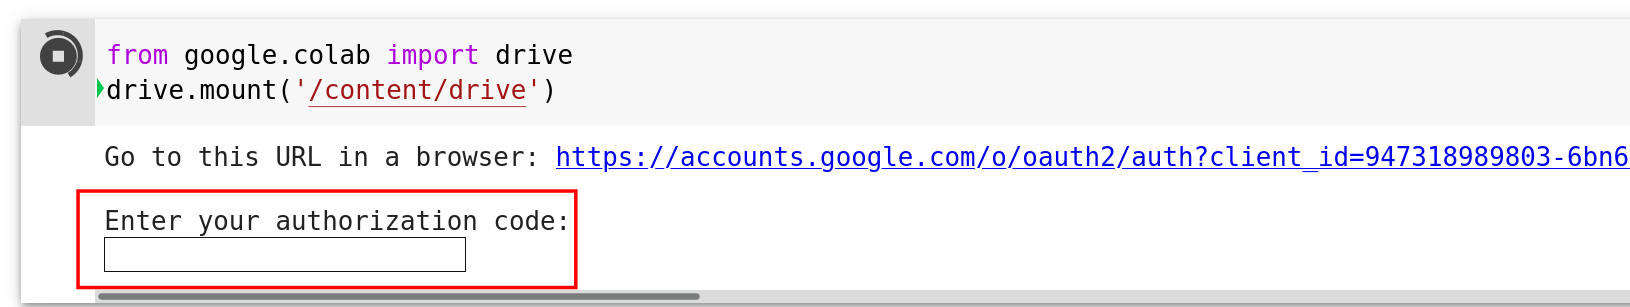 from google.colab import drive
drive.mount('/content/drive')
Go to this URL in a browser: https://accounts.google.com/o/oauth2/auth?client_id=947318989803-6bn6
Enter your authorization code: